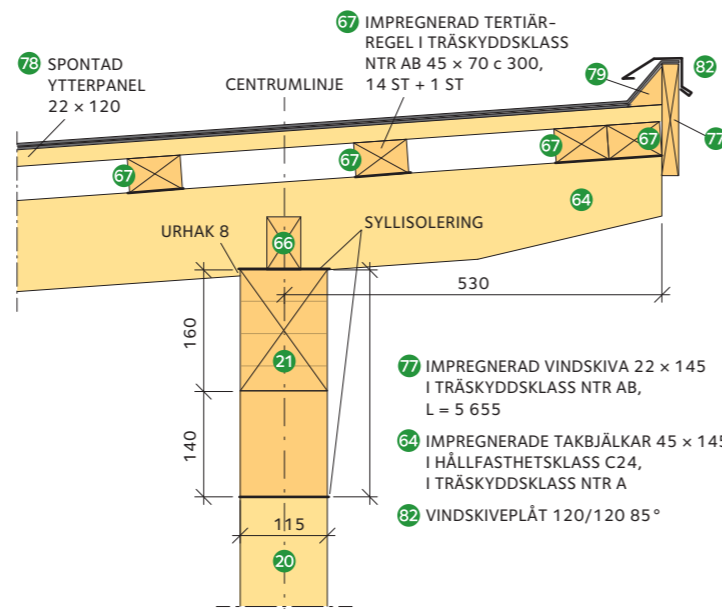 67 IMPREGNERAD TERTIÄR-
REGEL I TRÄSKYDDSKLASS
NTR AB 45 × 70 c 300,
14 ST + 1 ST
78 SPONTAD
YTTERPANEL
22 × 120
CENTRUMLINJE
79
82
77
67
67
67
67
64
URHAK 8
66
SYLLISOLERING
530
160
21
140
115
20
77 IMPREGNERAD VINDSKIVA 22 × 145
I TRÄSKYDDSKLASS NTR AB,
L = 5 655
64 IMPREGNERADE TAKBJÄLKAR 45 × 145
I HÅLLFASTHETSKLASS C24,
I TRÄSKYDDSKLASS NTR A
82 VINDSKIVEPLÅT 120/120 85°